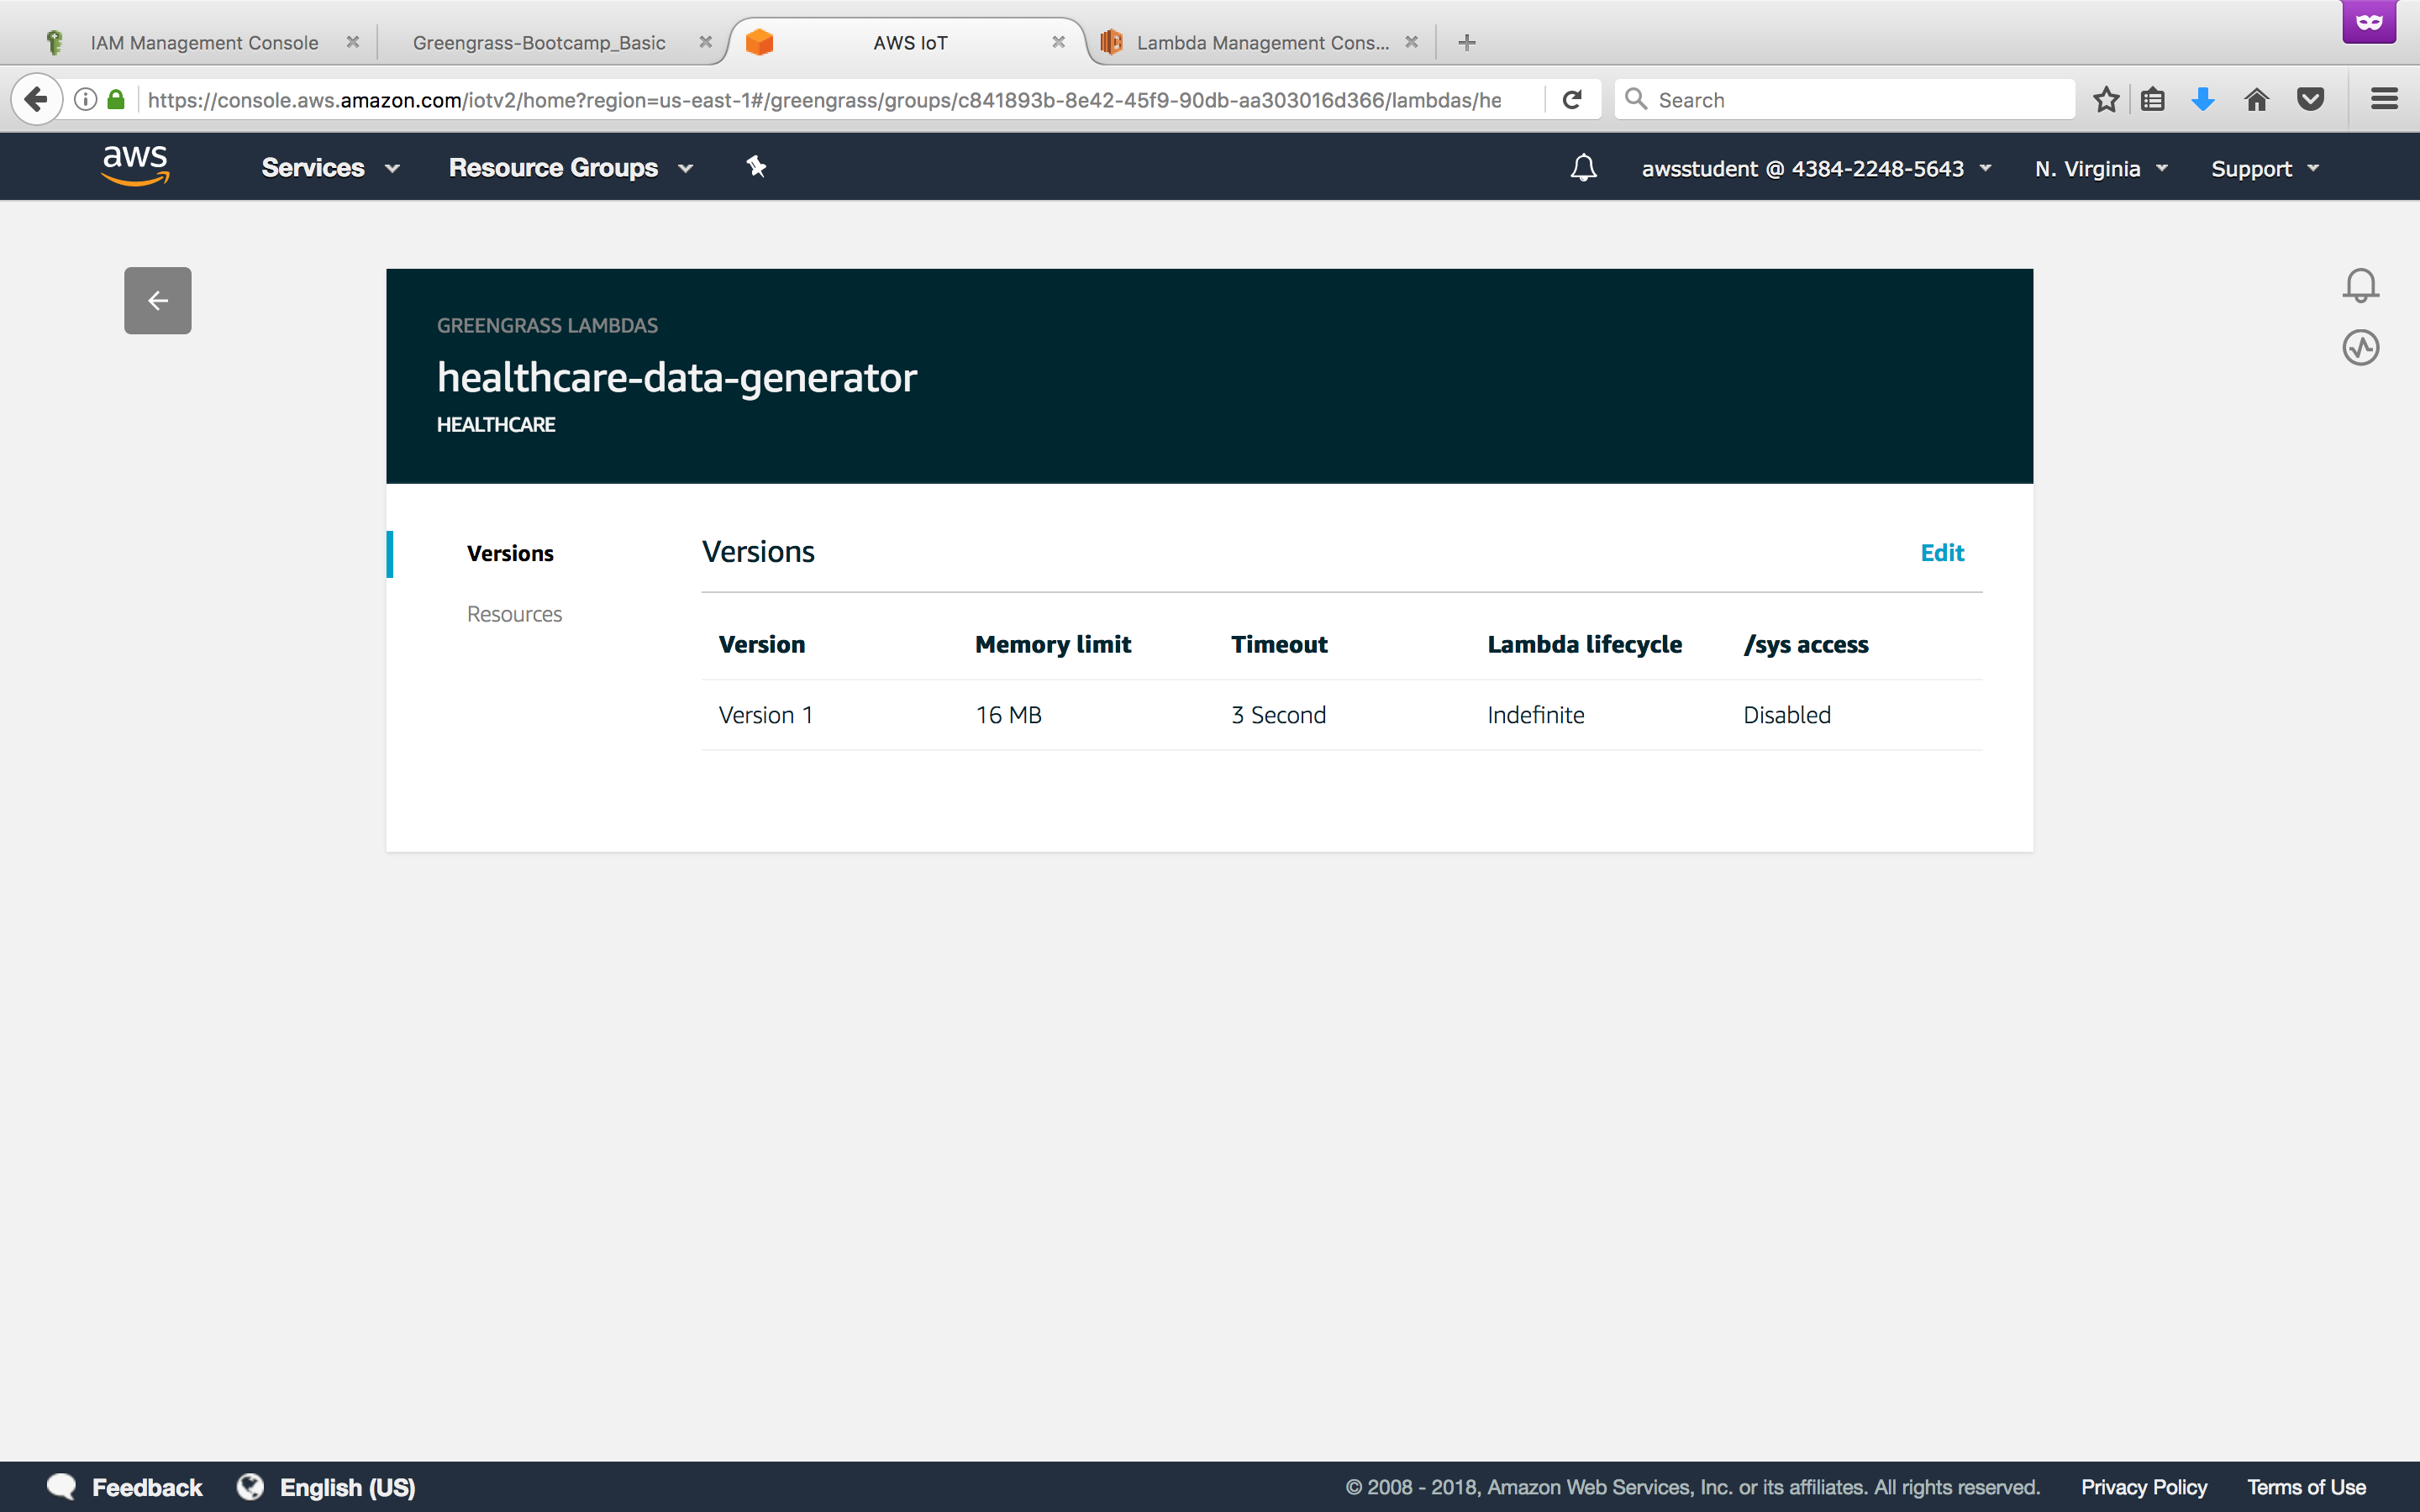 IAM Management Console
Greengrass-Bootcamp_Basic
AWS IoT
Lambda Management Cons...
https://console.aws.amazon.com/iotv2/home?region=us-east-1#/greengrass/groups/c841893b-8e42-45f9-90db-aa303016d366/lambdas/he
Search
aws
Services
Resource Groups
awsstudent @ 4384-2248-5643
N. Virginia
Support
GREENGRASS LAMBDAS
healthcare-data-generator
HEALTHCARE
Versions
Resources
Versions
Edit
Version Memory limit Timeout Lambda lifecycle /sys access
Version 1 16 MB 3 Second Indefinite Disabled
Feedback
English (US)
© 2008 - 2018, Amazon Web Services, Inc. or its affiliates. All rights reserved.
Privacy Policy
Terms of Use